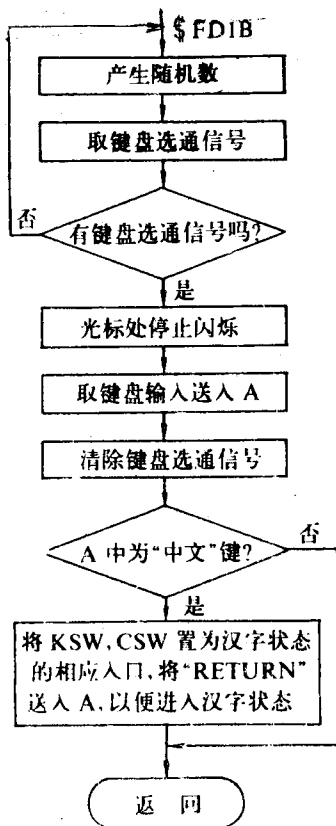 $FD1B
产生随机数
取键盘选通信号
有键盘选通信号吗?
否
是
光标处停止闪烁
取键盘输入送入 A
清除键盘选通信号
A 中为“中文”键?
否
是
将 KSW, CSW 置为汉字状态
的相应入口,将“RETURN”
送入 A,以便进入汉字状态
返 回